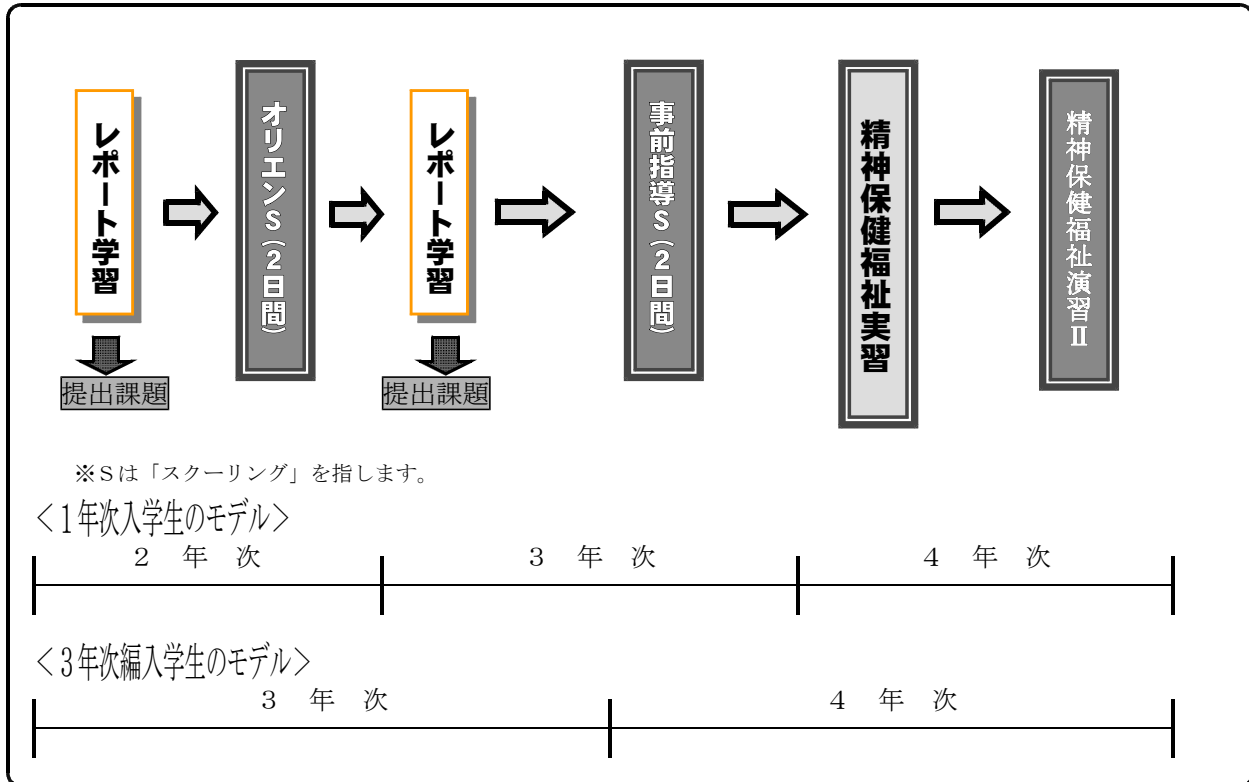 レポート学習
オリエンS(2日間)
レポート学習
事前指導S(2日間)
精神保健福祉実習
精神保健福祉演習Ⅱ
提出課題
提出課題
※Sは「スクーリング」を指します。
<1年次入学生のモデル>
2 年 次
3 年 次
4 年 次
<3年次編入学生のモデル>
3 年 次
4 年 次